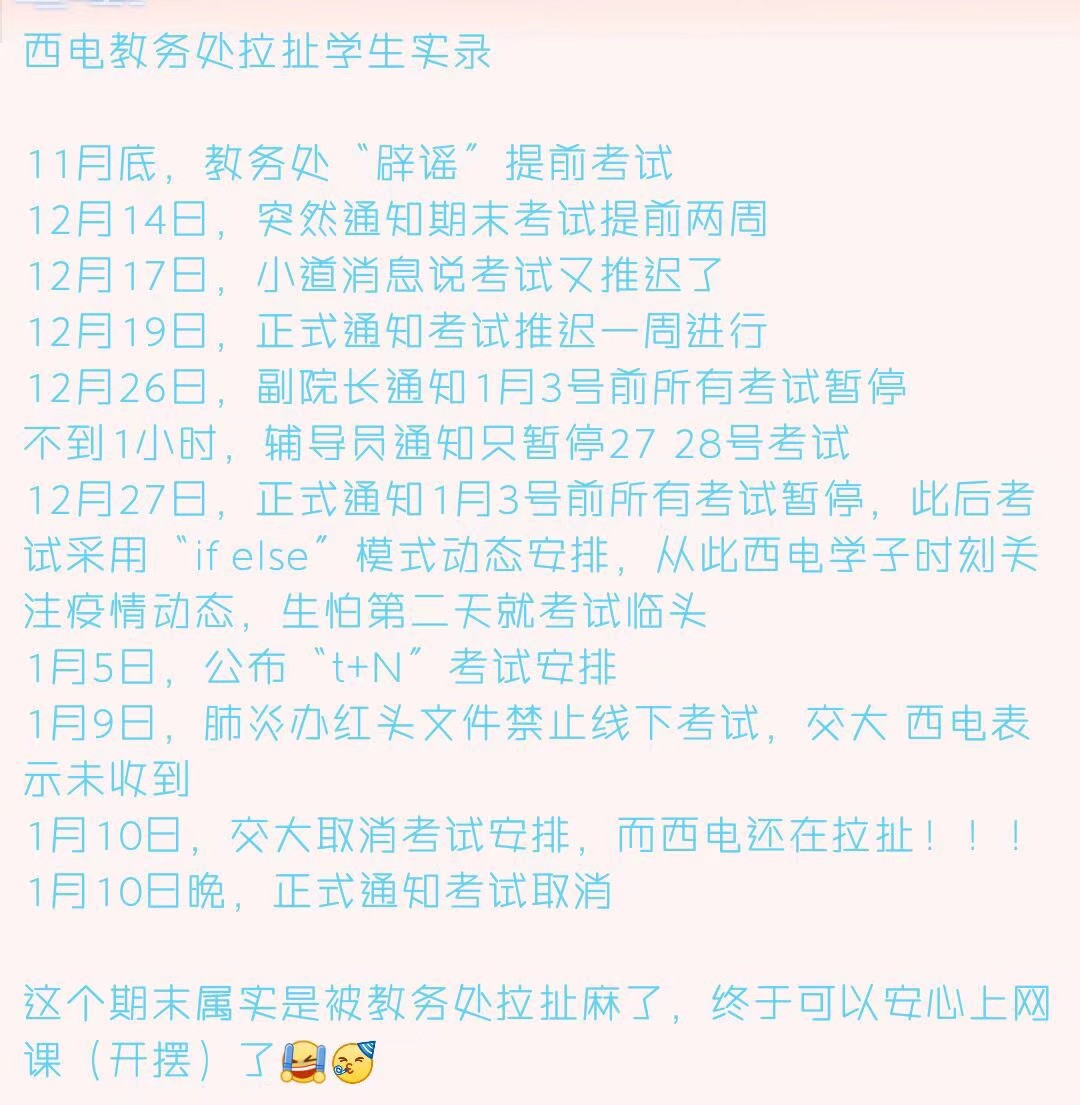 西电教务处拉扯学生实录
11月底，教务处〝辟谣〞提前考试
12月14日，突然通知期末考试提前两周
12月17日，小道消息说考试又推迟了
12月19日，正式通知考试推迟一周进行
12月26日，副院长通知1月3号前所有考试暂停
不到1小时，辅导员通知只暂停27 28号考试
12月27日，正式通知1月3号前所有考试暂停，此后考
试采用〝if else〞模式动态安排，从此西电学子时刻关
注疫情动态，生怕第二天就考试临头
1月5日，公布〝t+N〞考试安排
1月9日，肺炎办红头文件禁止线下考试，交大 西电表
示未收到
1月10日，交大取消考试安排，而西电还在拉扯！！！
1月10日晚，正式通知考试取消
这个期末属实是被教务处拉扯麻了，终于可以安心上网
课（开摆）了😹🥳